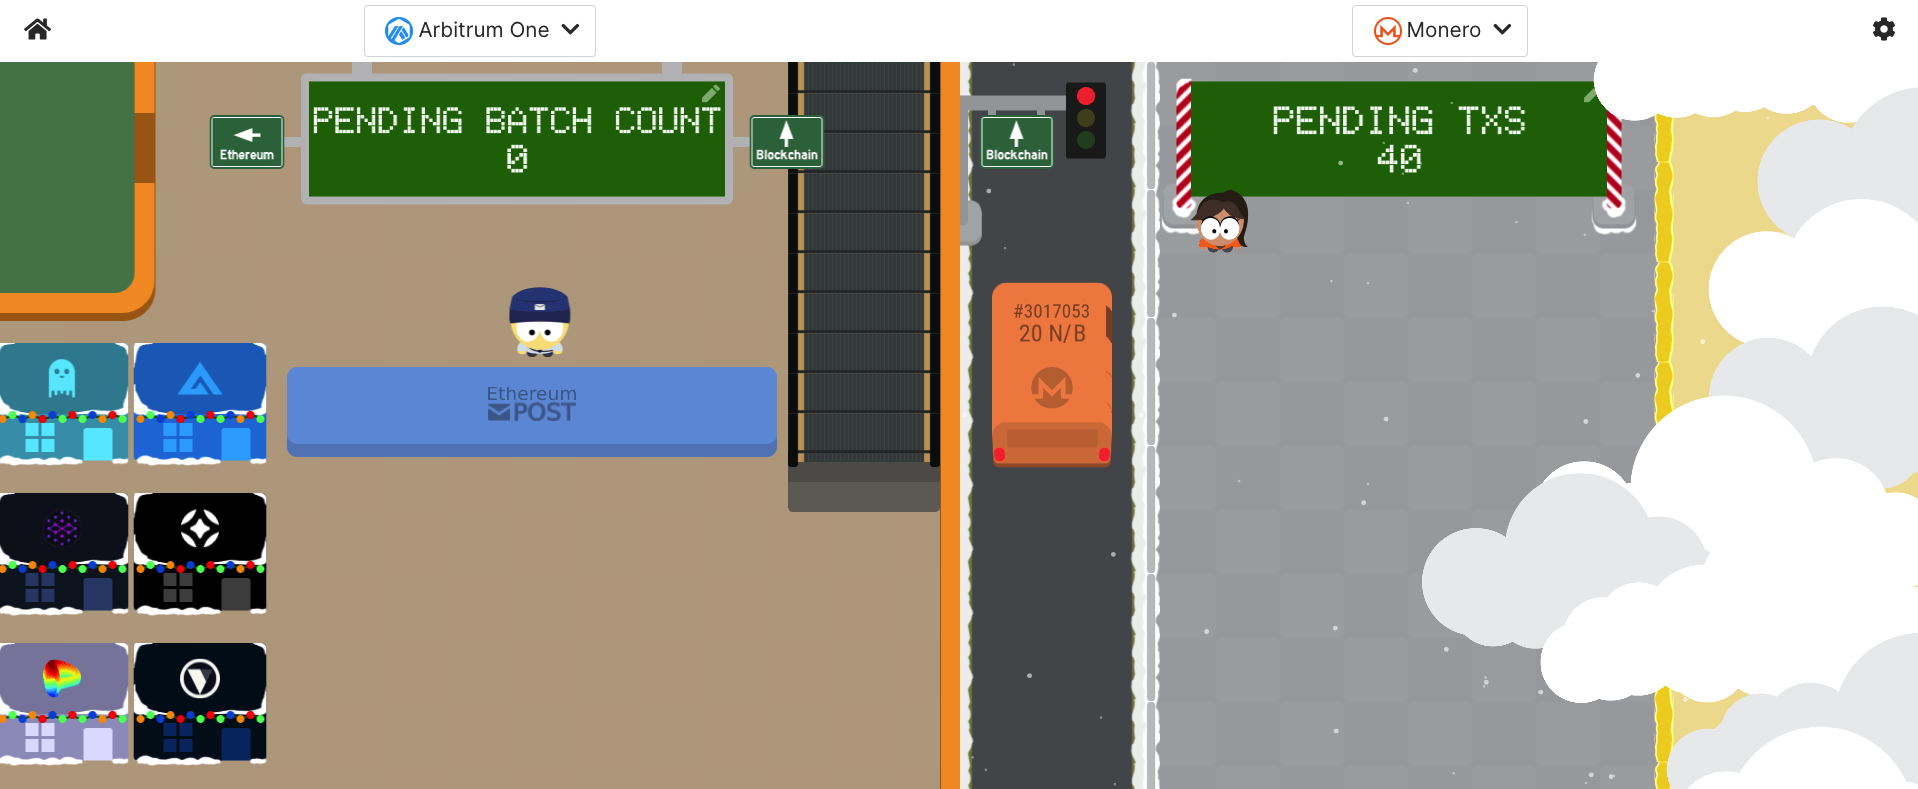 Arbitrum One
Monero
PENDING BATCH COUNT
0
Ethereum
Blockchain
Blockchain
PENDING TXS
40
#3017053
20 N/B
Ethereum
POST